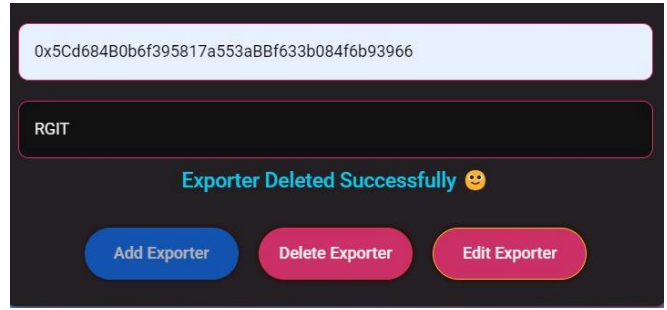 0x5Cd684B0b6f395817a553aBBf633b084f6b93966
RGIT
Exporter Deleted Successfully 🙂
Add Exporter Delete Exporter Edit Exporter